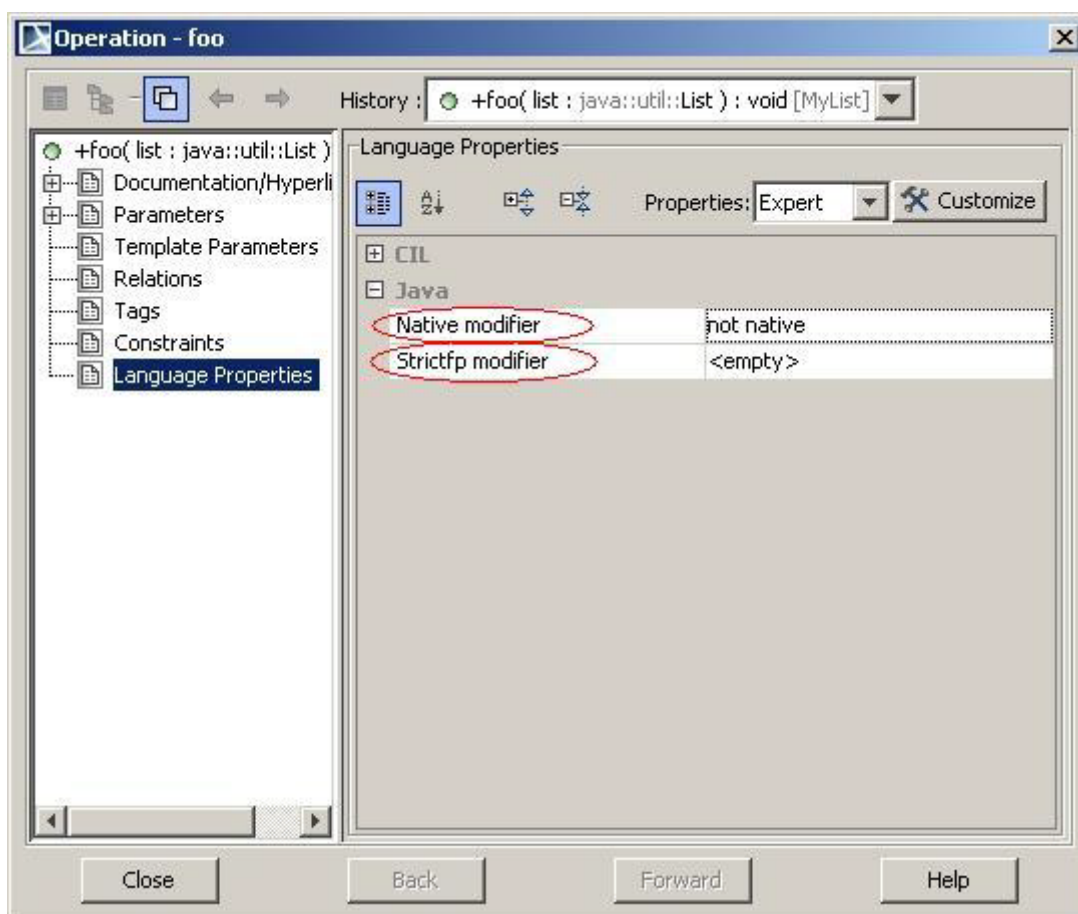 Operation - foo
History : +foo( list : java::util::List ) : void [MyList]
+foo( list : java::util::List )
Documentation/Hyperli
Parameters
Template Parameters
Relations
Tags
Constraints
Language Properties
Language Properties
Properties: Expert Customize
CIL
Java
Native modifier not native
Strictfp modifier <empty>
Close Back Forward Help